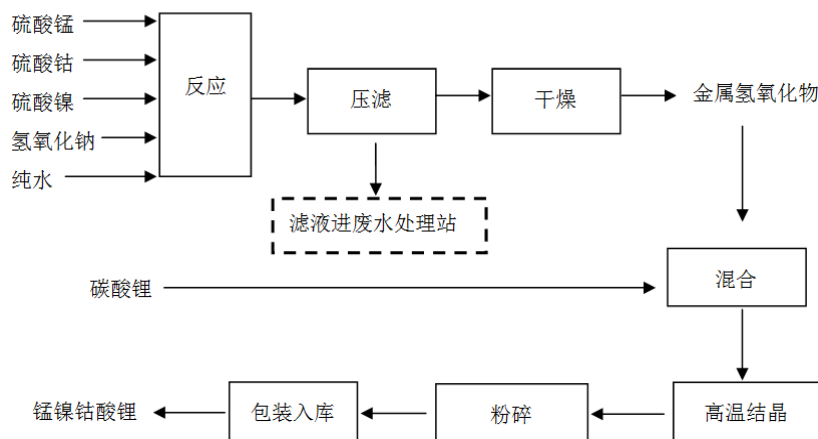 硫酸锰
硫酸钴
硫酸镍
氢氧化钠
纯水
反应
压滤
干燥
金属氢氧化物
滤液进废水处理站
碳酸锂
混合
高温结晶
粉碎
包装入库
锰镍钴酸锂